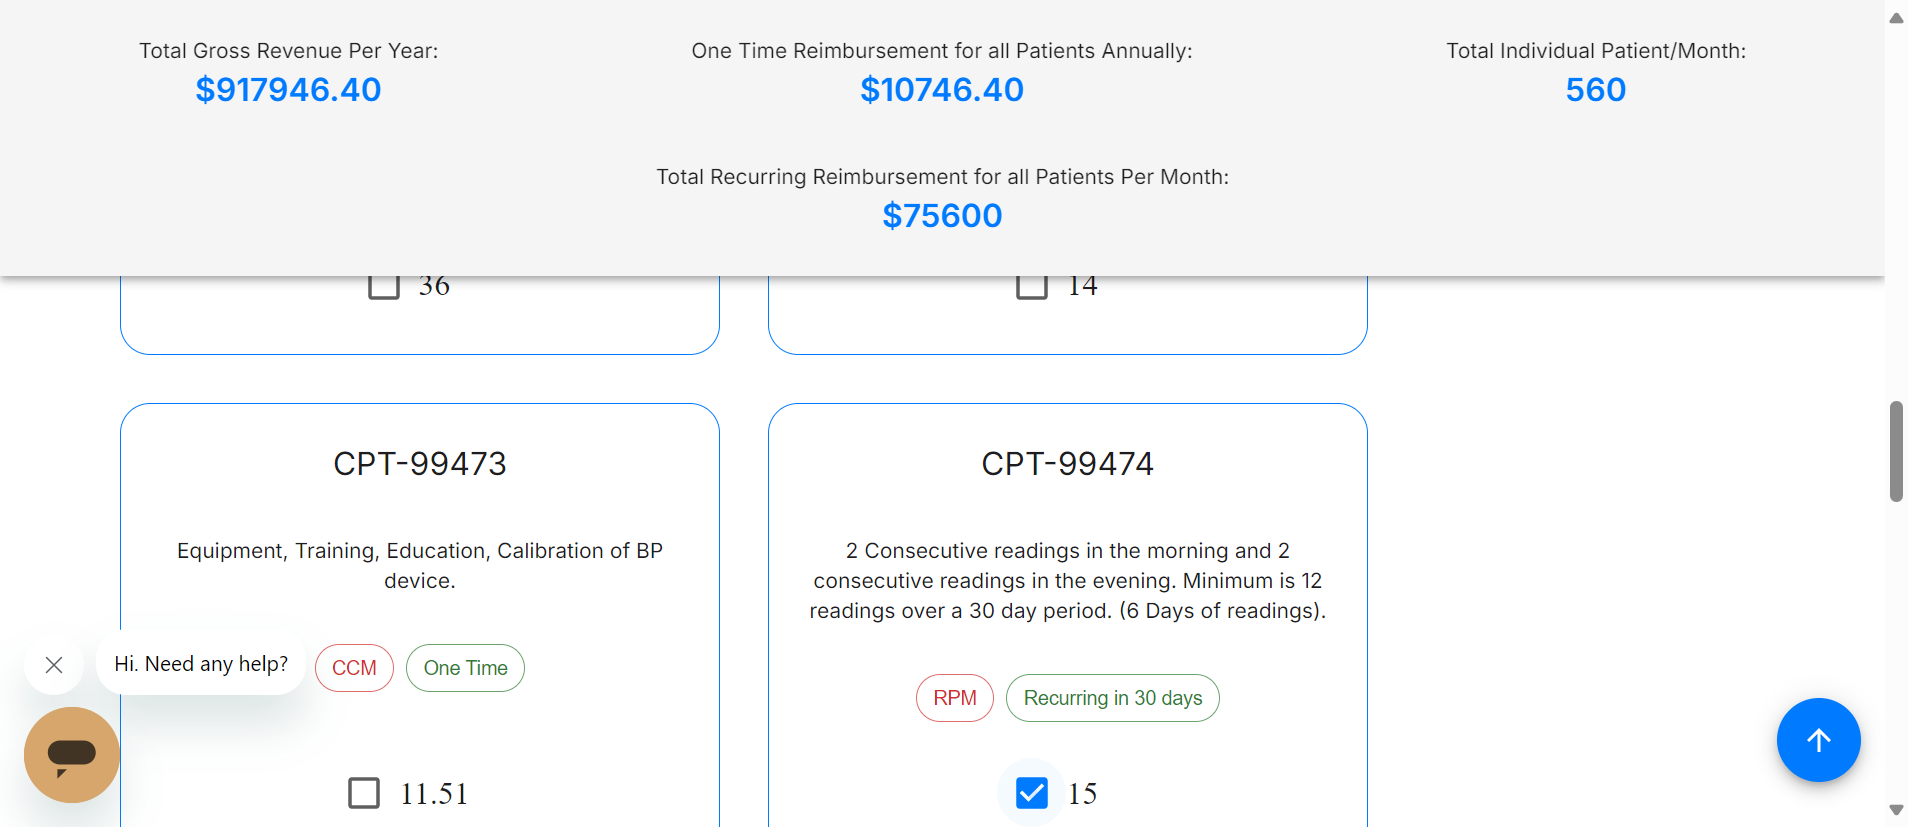 Total Gross Revenue Per Year:
$917946.40
One Time Reimbursement for all Patients Annually:
$10746.40
Total Individual Patient/Month:
560
Total Recurring Reimbursement for all Patients Per Month:
$75600
36
14
CPT-99473
Equipment, Training, Education, Calibration of BP
device.
CCM
One Time
11.51
CPT-99474
2 Consecutive readings in the morning and 2
consecutive readings in the evening. Minimum is 12
readings over a 30 day period. (6 Days of readings).
RPM
Recurring in 30 days
15
Hi. Need any help?